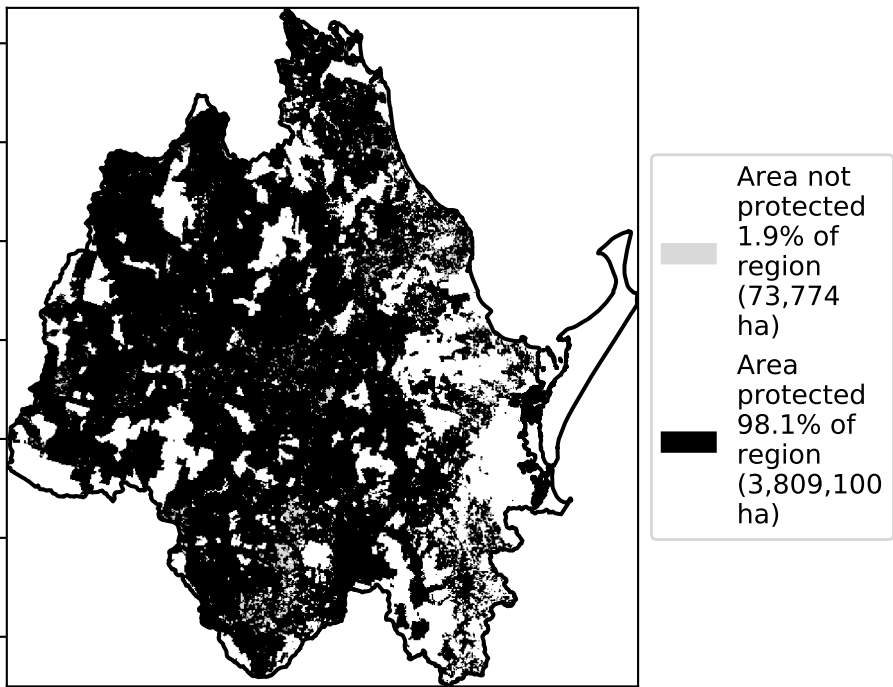 Area not
protected
1.9% of
region
(73,774
ha)
Area
protected
98.1% of
region
(3,809,100
ha)